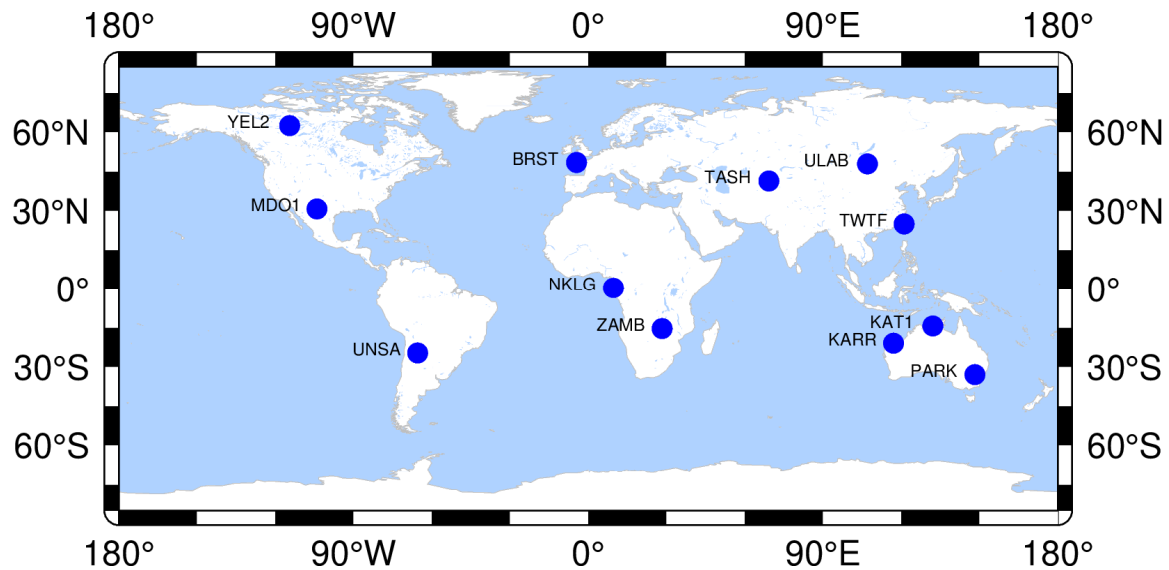 180° 90°W 0° 90°E 180°
60°N 60°N
YEL2
BRST
ULAB
TASH
30°N 30°N
MDO1
TWTF
0° 0°
NKLG
KAT1
ZAMB
KARR
UNSA
30°S 30°S
PARK
60°S 60°S
180° 90°W 0° 90°E 180°